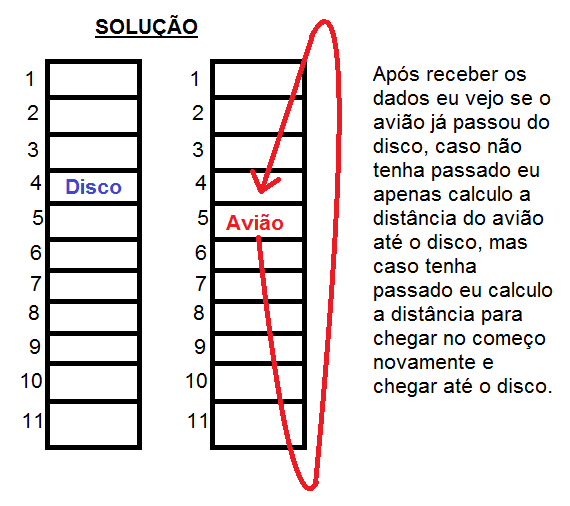 SOLUÇÃO
1
2
3
4 Disco
5
6
7
8
9
10
11
1
2
3
4
5 Avião
6
7
8
9
10
11
Após receber os
dados eu vejo se o
avião já passou do
disco, caso não
tenha passado eu
apenas calculo a
distância do avião
até o disco, mas
caso tenha
passado eu calculo
a distância para
chegar no começo
novamente e
chegar até o disco.